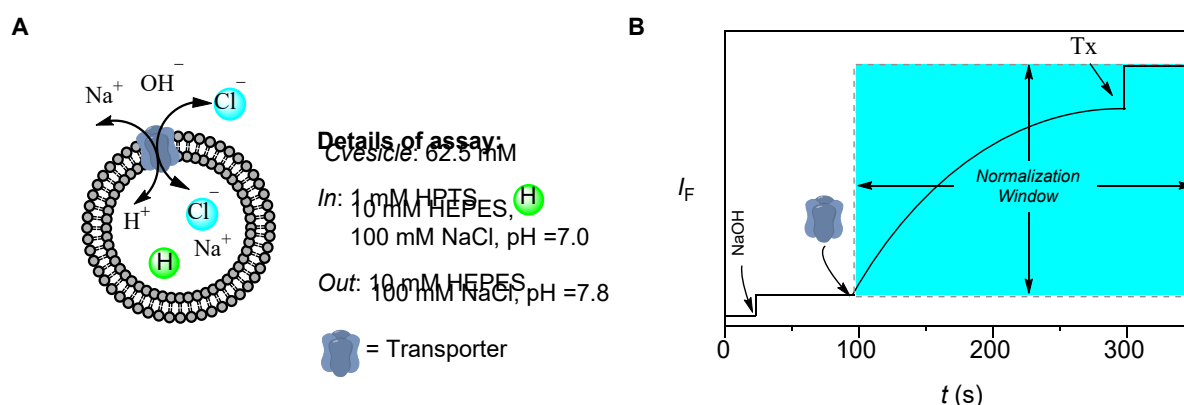 A
B
Na+
OH−
Cl−
H+
Cl−
Na+
H
Details of assay:
Cvesicle: 62.5 mM
In: 1 mM HPTS
H
10 mM HEPES,
100 mM NaCl, pH =7.0
Out: 10 mM HEPES,
100 mM NaCl, pH =7.8
= Transporter
IF
NaOH
Tx
Normalization
Window
0
100
200
300
t (s)